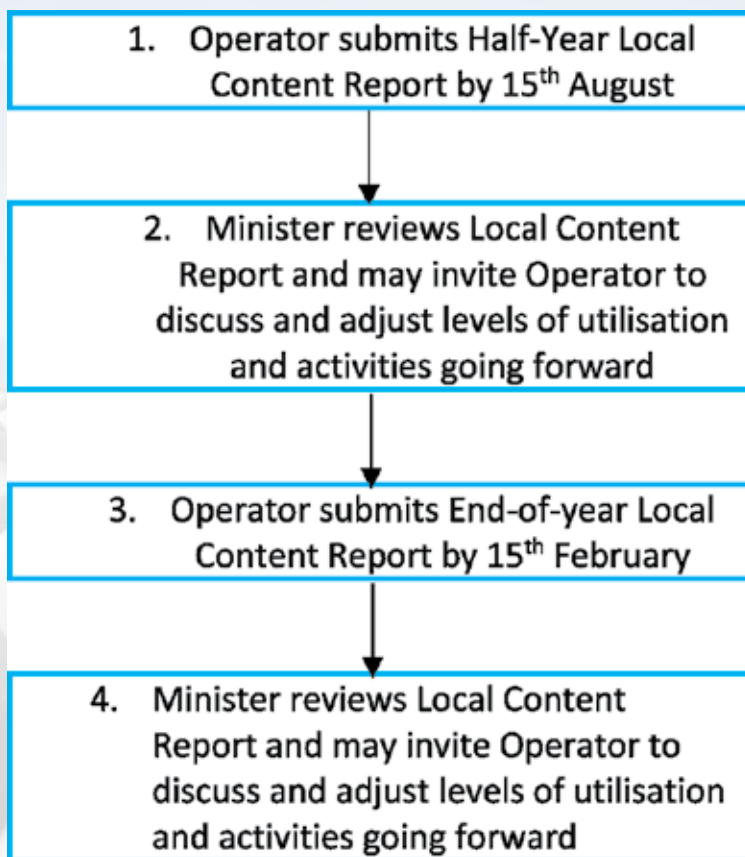 1. Operator submits Half-Year Local
Content Report by 15th August
2. Minister reviews Local Content
Report and may invite Operator to
discuss and adjust levels of utilisation
and activities going forward
3. Operator submits End-of-year Local
Content Report by 15th February
4. Minister reviews Local Content
Report and may invite Operator to
discuss and adjust levels of utilisation
and activities going forward